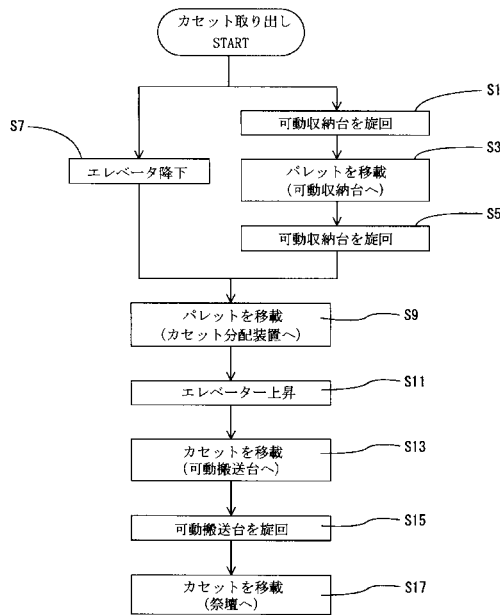 カセット取り出し
START
S1
可動収納台を旋回
S7
S3
エレベータ降下
パレットを移載
(可動収納台へ)
S5
可動収納台を旋回
パレットを移載
(カセット分配装置へ)
S9
エレベーター上昇
S11
カセットを移載
(可動搬送台へ)
S13
可動搬送台を旋回
S15
カセットを移載
(祭壇へ)
S17